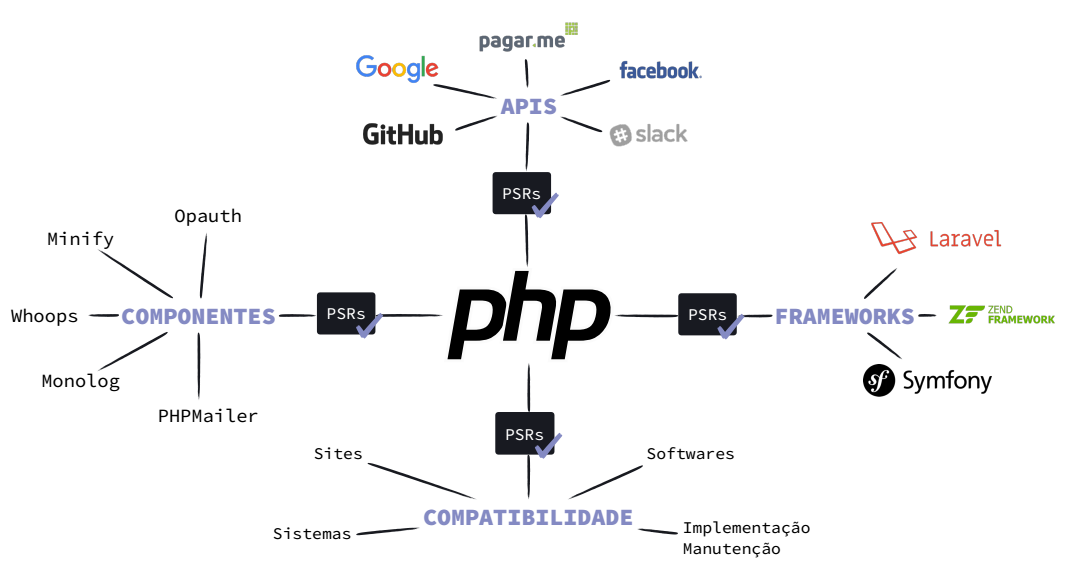 pagar.me
Google
facebook.
APIS
GitHub
slack
PSRs
Opauth
Minify
Laravel
php
Whoops
COMPONENTES
PSRs
PSRs
FRAMEWORKS
ZEND
FRAMEWORK
Monolog
sf Symfony
PHPMailer
PSRs
Sites
Softwares
COMPATIBILIDADE
Sistemas
Implementação
Manutenção